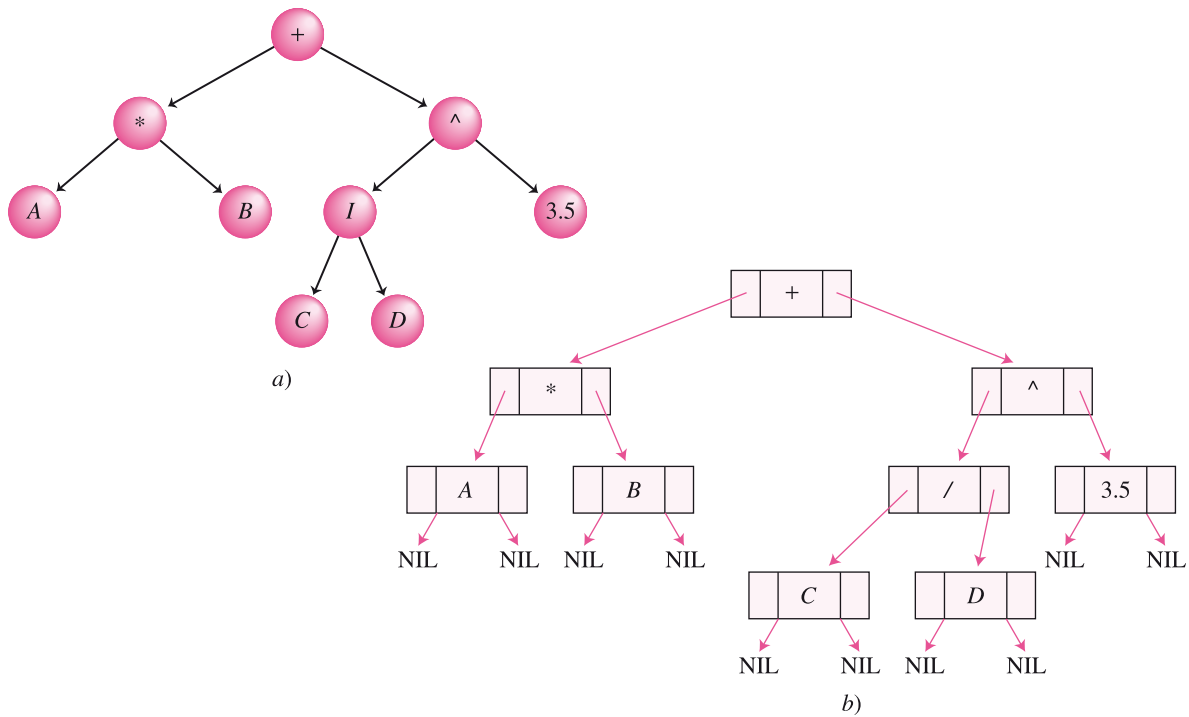 +
* ^
A B I 3.5
C D
a)
+
* ^
A B / 3.5
NIL NIL NIL NIL NIL NIL
C D
NIL NIL NIL NIL
b)